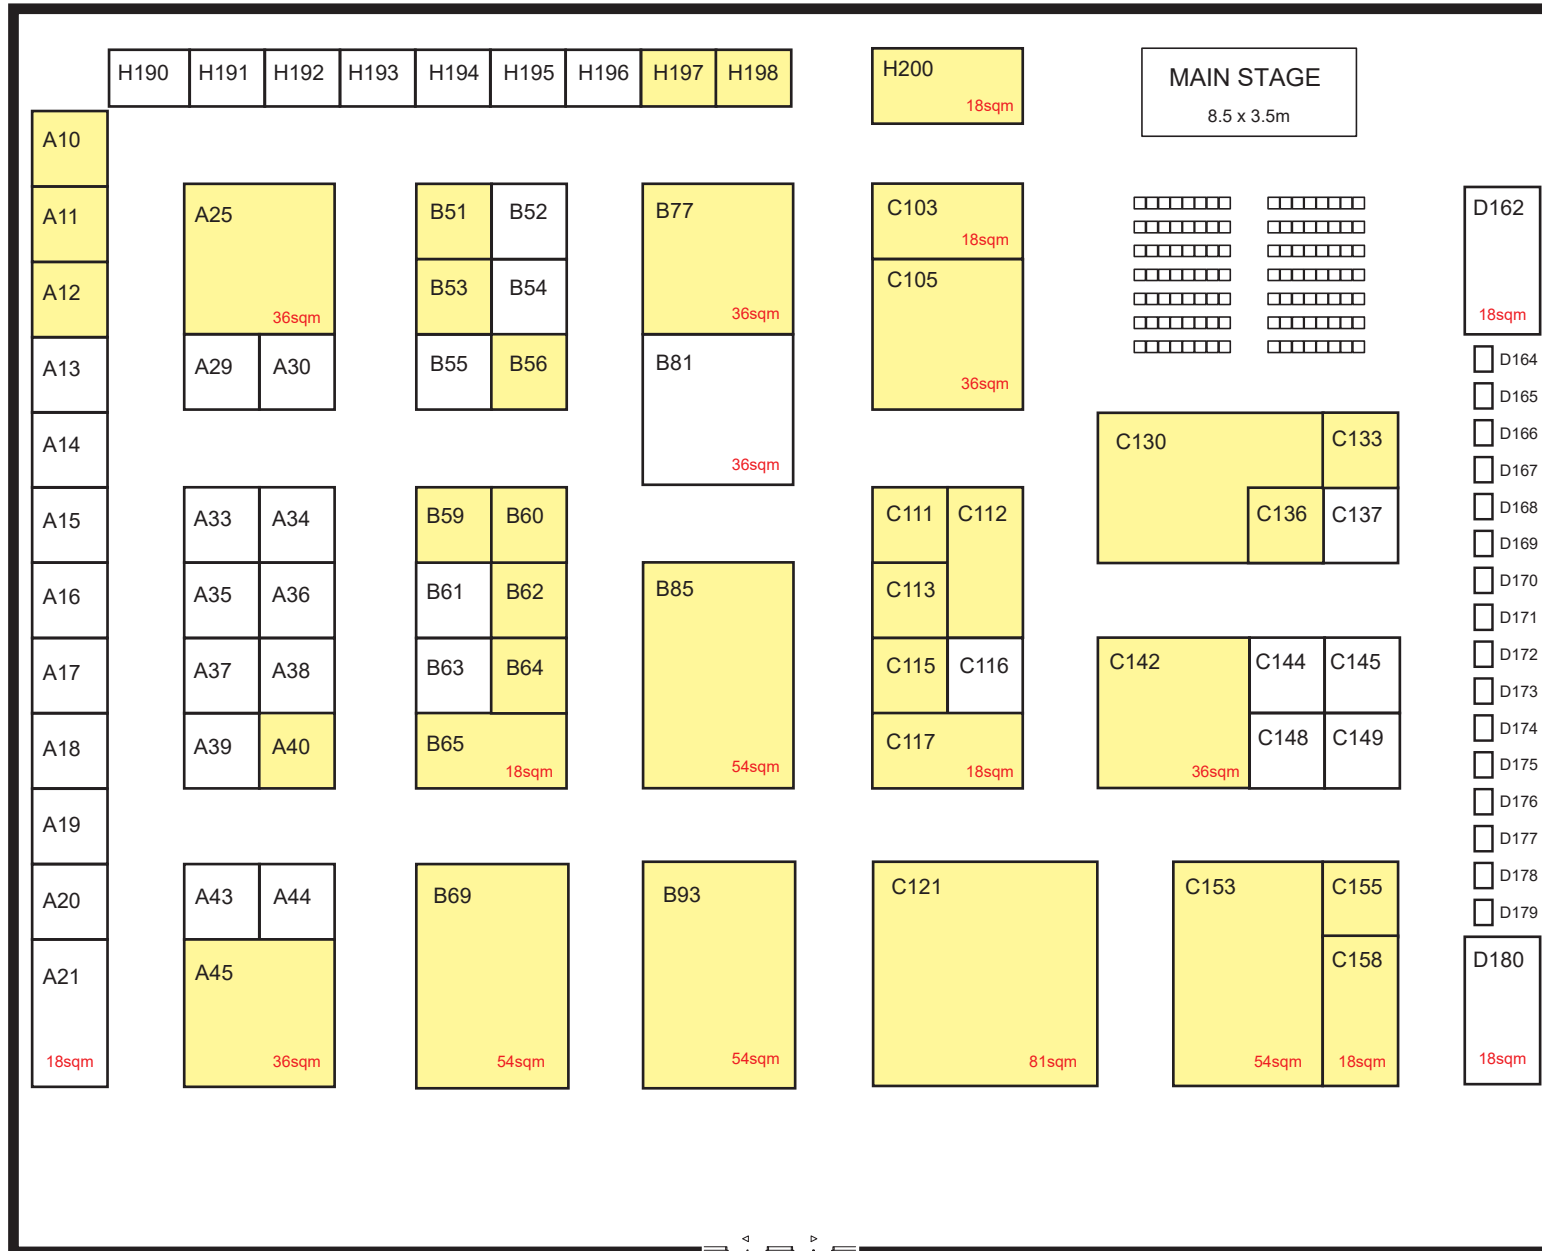 H190 H191 H192 H193 H194 H195 H196 H197 H198
H200
18sqm
MAIN STAGE
8.5 x 3.5m
A10
A11
A12
A13
A14
A15
A16
A17
A18
A19
A20
A21
18sqm
A25
36sqm
A29 A30
A33 A34
A35 A36
A37 A38
A39 A40
A43 A44
A45
36sqm
B51 B52
B53 B54
B55 B56
B59 B60
B61 B62
B63 B64
B65
18sqm
B69
54sqm
B77
36sqm
B81
36sqm
B85
54sqm
B93
54sqm
C103
18sqm
C105
36sqm
C111 C112
C113
C115 C116
C117
18sqm
C121
81sqm
C130
C133
C136 C137
C142
36sqm
C144 C145
C148 C149
C153
54sqm
C155
C158
18sqm
D162
18sqm
D164
D165
D166
D167
D168
D169
D170
D171
D172
D173
D174
D175
D176
D177
D178
D179
D180
18sqm